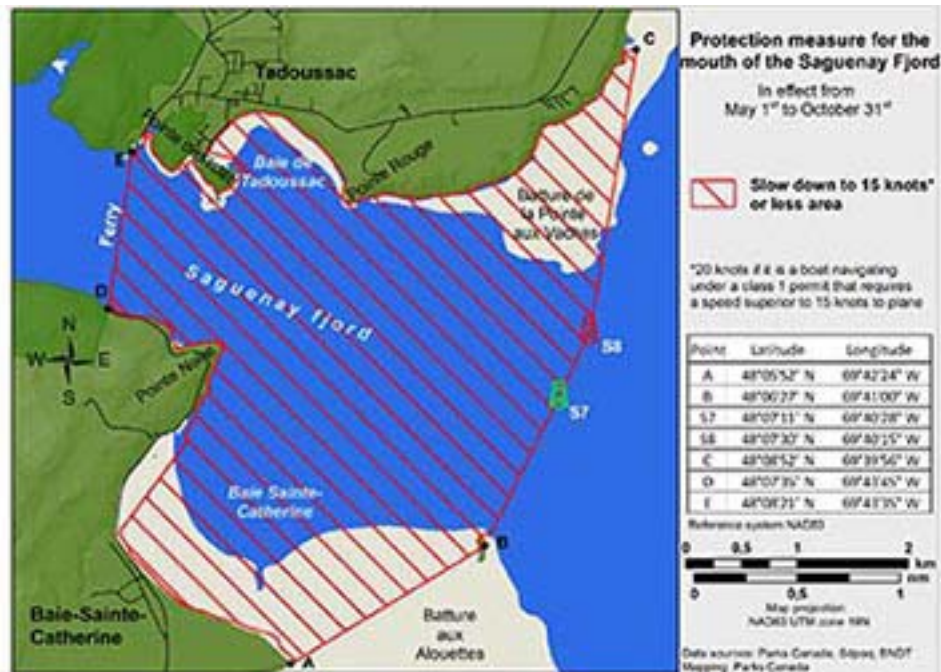 Protection measure for the
mouth of the Saguenay Fjord
In effect from
May 1st to October 31st
Slow down to 15 knots*
or less area
*20 knots if it is a boat navigating
under a class 1 permit that requires
a speed superior to 15 knots to plane
Point Latitude Longitude
A 48°05'52" N 69°42'24" W
B 48°06'27" N 69°41'00" W
S7 48°07'11" N 69°40'28" W
S8 48°07'30" N 69°40'15" W
C 48°08'52" N 69°39'56" W
D 48°07'35" N 69°43'45" W
E 48°08'21" N 69°43'35" W
Reference system NAD83
0 0,5 1 2
km
nm
0 0,5 1
Map projection
NAD83 UTM zone 19N
Data sources: Parks Canada, Sépaq, BNDT
Mapping: Parks Canada
Tadoussac
C
E
Baie de
Tadoussac
Pointe Rouge
Batture de
la Pointe
aux Vaches
Ferry
Saguenay fjord
D
N
W E
S
Pointe Noire
S8
S7
Baie Sainte-
Catherine
B
Baie-Sainte-
Catherine
A
Batture
aux
Alouettes